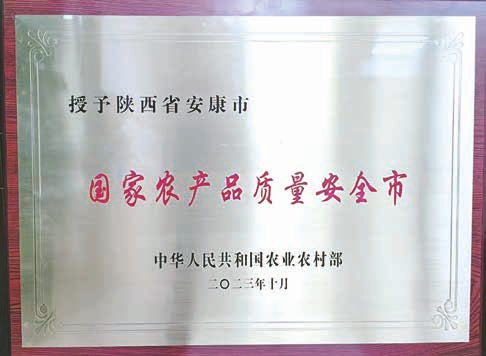 授予陕西省安康市
国家农产品质量安全市
中华人民共和国农业农村部
二〇二三年十月